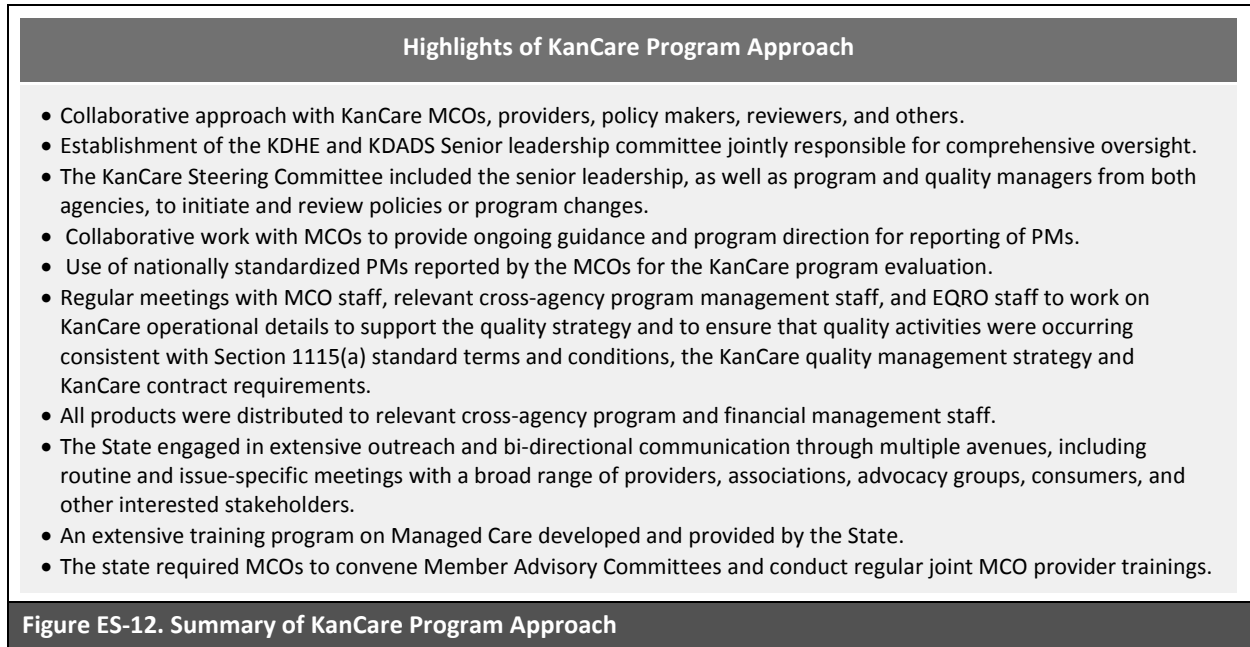 Highlights of KanCare Program Approach
• Collaborative approach with KanCare MCOs, providers, policy makers, reviewers, and others.
• Establishment of the KDHE and KDADS Senior leadership committee jointly responsible for comprehensive oversight.
• The KanCare Steering Committee included the senior leadership, as well as program and quality managers from both
agencies, to initiate and review policies or program changes.
• Collaborative work with MCOs to provide ongoing guidance and program direction for reporting of PMs.
• Use of nationally standardized PMs reported by the MCOs for the KanCare program evaluation.
• Regular meetings with MCO staff, relevant cross-agency program management staff, and EQRO staff to work on
KanCare operational details to support the quality strategy and to ensure that quality activities were occurring
consistent with Section 1115(a) standard terms and conditions, the KanCare quality management strategy and
KanCare contract requirements.
• All products were distributed to relevant cross-agency program and financial management staff.
• The State engaged in extensive outreach and bi-directional communication through multiple avenues, including
routine and issue-specific meetings with a broad range of providers, associations, advocacy groups, consumers, and
other interested stakeholders.
• An extensive training program on Managed Care developed and provided by the State.
• The state required MCOs to convene Member Advisory Committees and conduct regular joint MCO provider trainings.
Figure ES-12. Summary of KanCare Program Approach